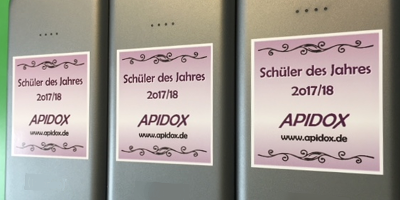 Schüler des Jahres
2017/18
APIDOX
www.apidox.de
Schüler des Jahres
2017/18
APIDOX
www.apidox.de
Schüler des Jahres
2017/18
APIDOX
www.apidox.de